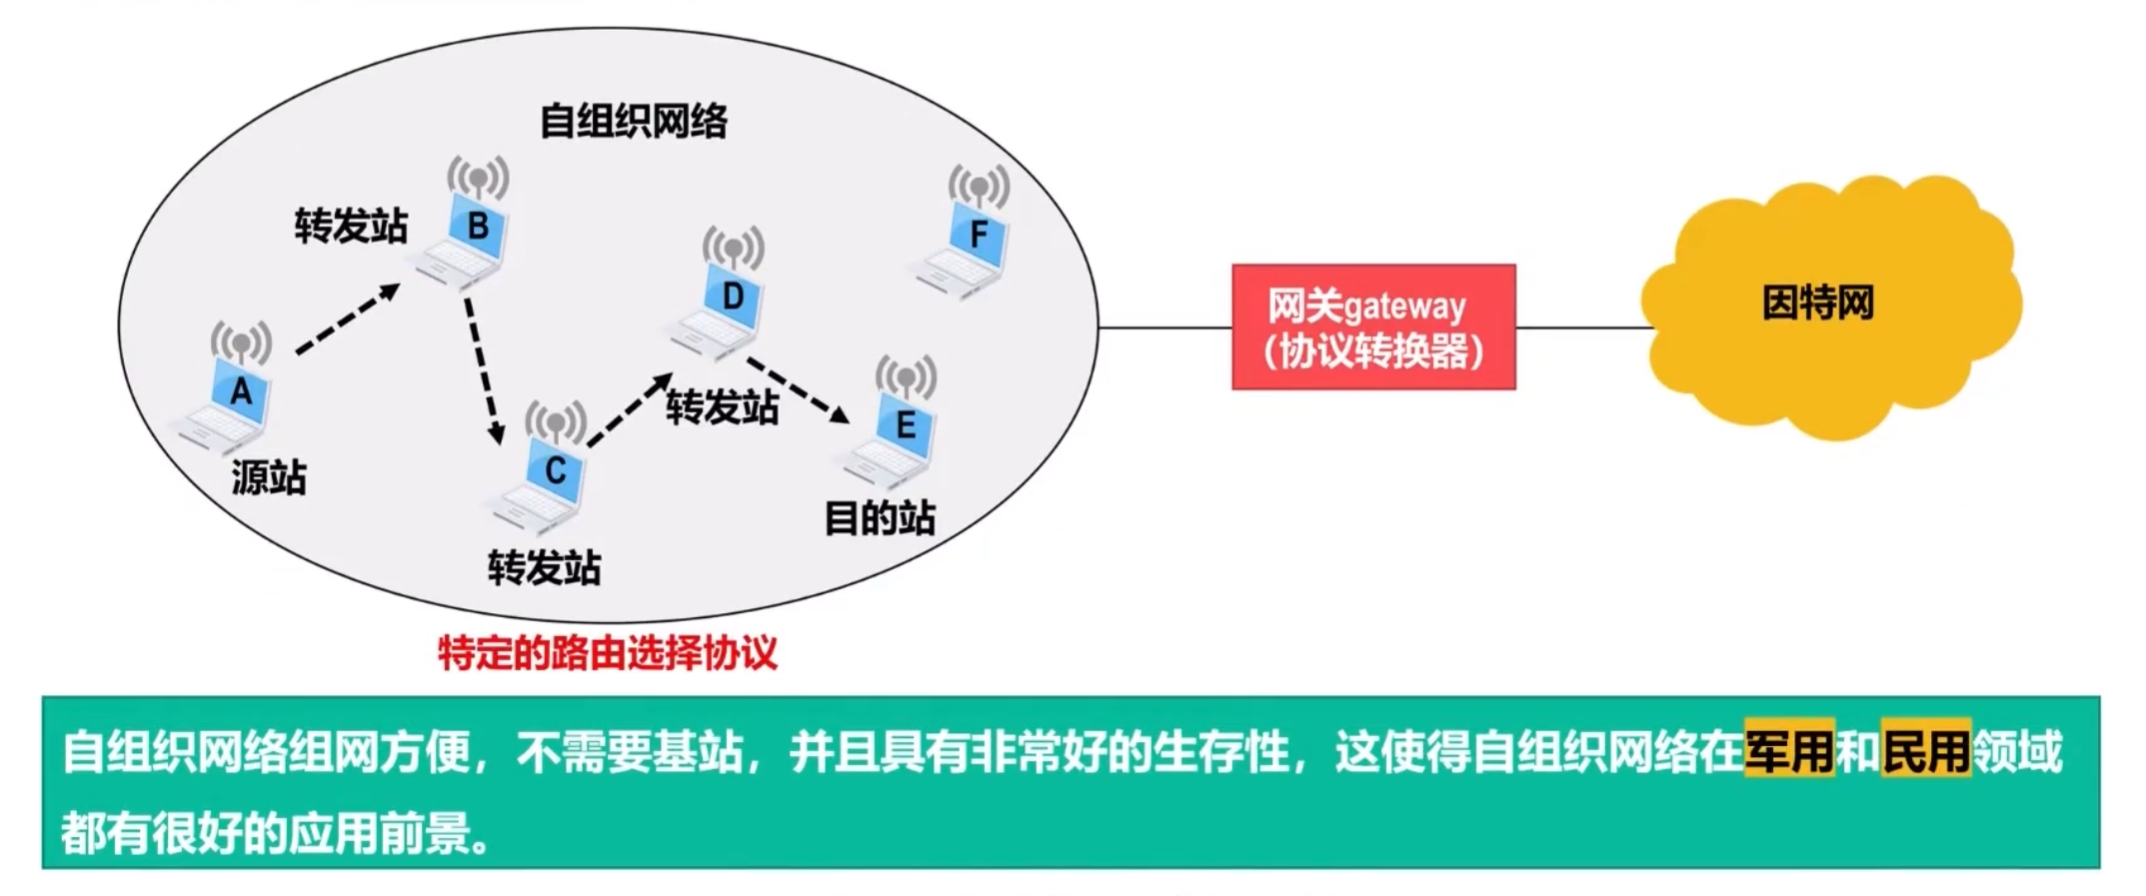 自组织网络
转发站
B
F
D
A
源站
C
转发站
转发站
E
目的站
网关gateway
（协议转换器）
因特网
特定的路由选择协议
自组织网络组网方便，不需要基站，并且具有非常好的生存性，这使得自组织网络在军用和民用领域
都有很好的应用前景。